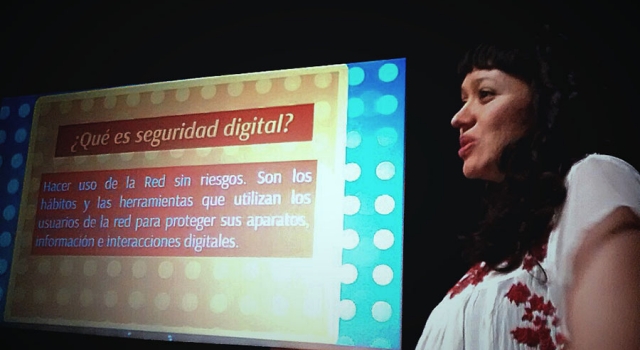 ¿Qué es seguridad digital?
Hacer uso de la Red sin riesgos. Son los
hábitos y las herramientas que utilizan los
usuarios de la red para proteger sus aparatos,
información e interacciones digitales.